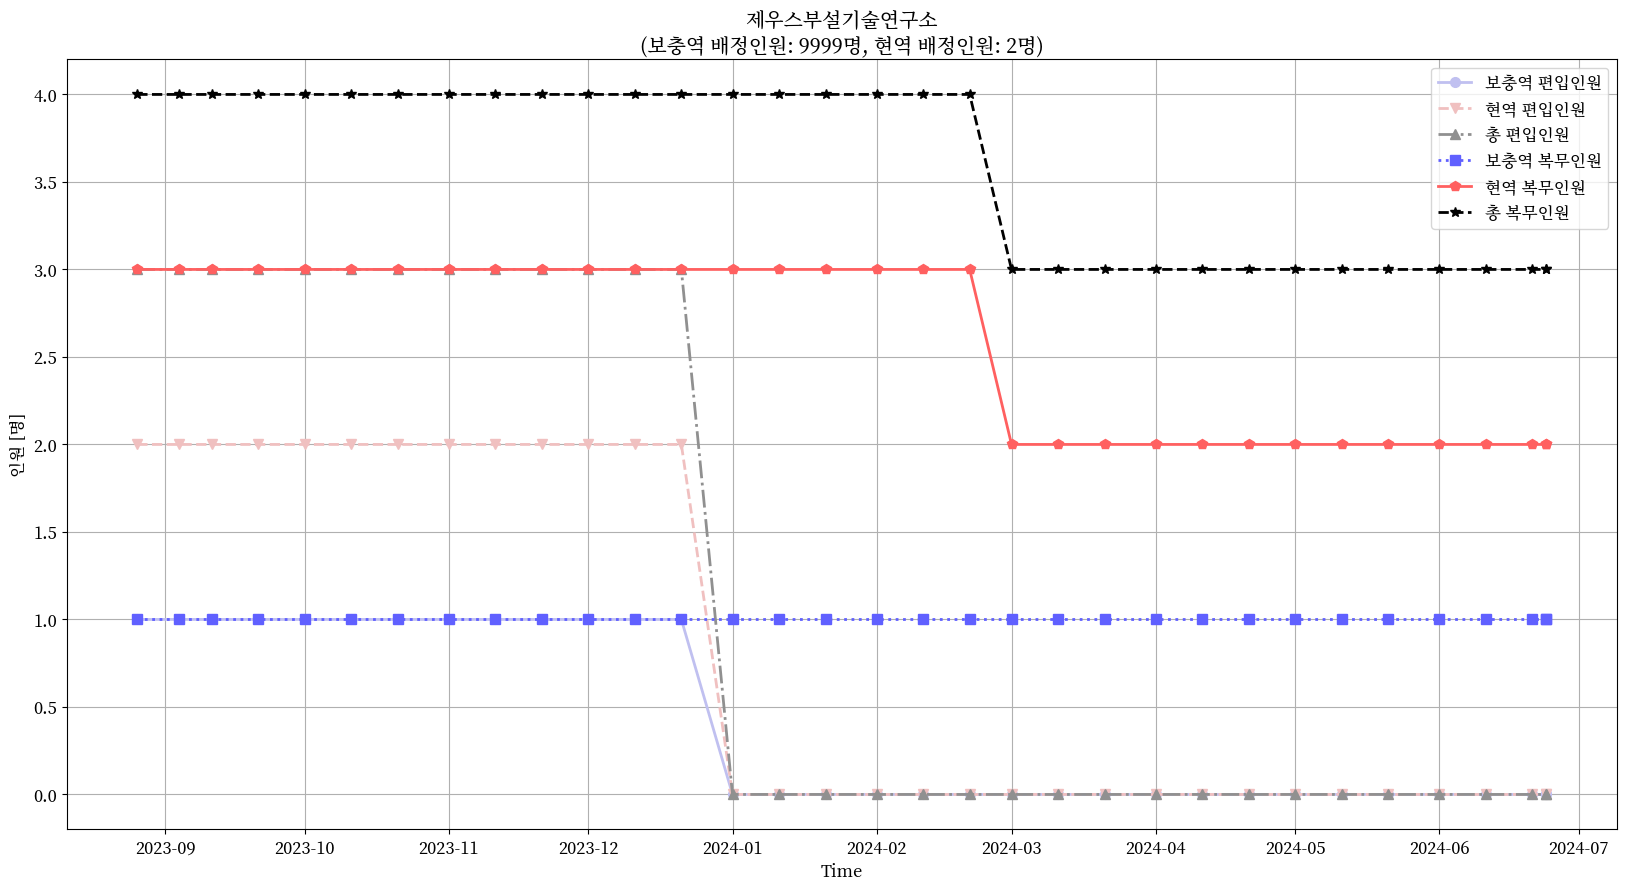 제우스부설기술연구소
(보충역 배정인원: 9999명, 현역 배정인원: 2명)
보충역 편입인원
현역 편입인원
총 편입인원
보충역 복무인원
현역 복무인원
총 복무인원
인원 [명]
4.0
3.5
3.0
2.5
2.0
1.5
1.0
0.5
0.0
2023-09
2023-10
2023-11
2023-12
2024-01
2024-02
2024-03
2024-04
2024-05
2024-06
2024-07
Time